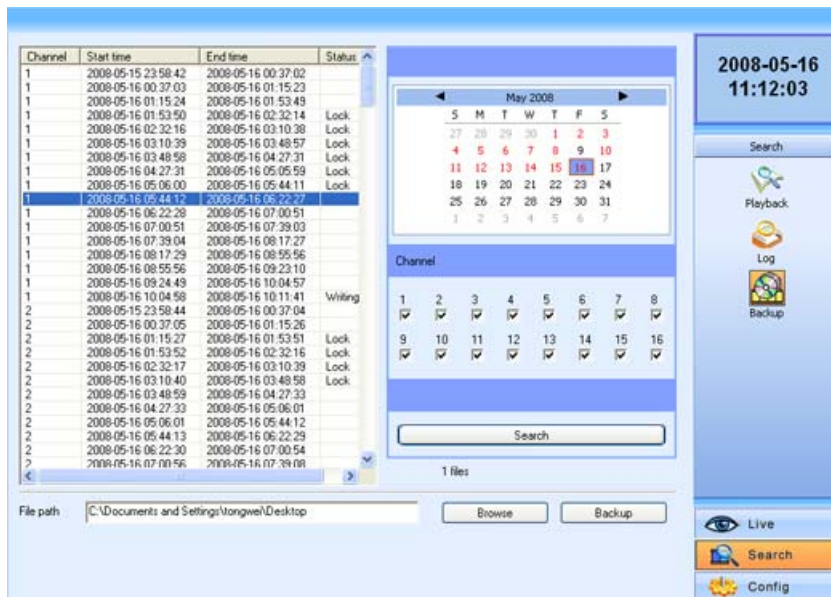 Channel Start time End time Status
1 2008-05-15 23:58:42 2008-05-16 00:37:02
1 2008-05-16 00:37:03 2008-05-16 01:15:23
1 2008-05-16 01:15:24 2008-05-16 01:53:49
1 2008-05-16 01:53:50 2008-05-16 02:32:14 Lock
1 2008-05-16 02:32:16 2008-05-16 03:10:38 Lock
1 2008-05-16 03:10:39 2008-05-16 03:48:57 Lock
1 2008-05-16 03:48:58 2008-05-16 04:27:31 Lock
1 2008-05-16 04:27:31 2008-05-16 05:05:59 Lock
1 2008-05-16 05:06:00 2008-05-16 05:44:11 Lock
1 2008-05-16 05:44:12 2008-05-16 06:22:27
1 2008-05-16 06:22:28 2008-05-16 07:00:51
1 2008-05-16 07:00:51 2008-05-16 07:39:03
1 2008-05-16 07:39:04 2008-05-16 08:17:27
1 2008-05-16 08:17:29 2008-05-16 08:55:56
1 2008-05-16 08:55:56 2008-05-16 09:23:10
1 2008-05-16 09:24:49 2008-05-16 10:04:57
1 2008-05-16 10:04:58 2008-05-16 10:11:41 Writing
2 2008-05-15 23:58:44 2008-05-16 00:37:04
2 2008-05-16 00:37:05 2008-05-16 01:15:26
2 2008-05-16 01:15:27 2008-05-16 01:53:51 Lock
2 2008-05-16 01:53:52 2008-05-16 02:32:16 Lock
2 2008-05-16 02:32:17 2008-05-16 03:10:39 Lock
2 2008-05-16 03:10:40 2008-05-16 03:48:58 Lock
2 2008-05-16 03:48:59 2008-05-16 04:27:33
2 2008-05-16 04:27:33 2008-05-16 05:06:01
2 2008-05-16 05:06:01 2008-05-16 05:44:12
2 2008-05-16 05:44:13 2008-05-16 06:22:29
2 2008-05-16 06:22:30 2008-05-16 07:00:54
2 2008-05-16 07:00:56 2008-05-16 07:39:08
May 2008
S M T W T F S
27 28 29 30 1 2 3
4 5 6 7 8 9 10
11 12 13 14 15 16 17
18 19 20 21 22 23 24
25 26 27 28 29 30 31
1 2 3 4 5 6 7
Channel
1 2 3 4 5 6 7 8
9 10 11 12 13 14 15 16
Search
1 files
File path C:\Documents and Settings\tongwei\Desktop Browse Backup
2008-05-16
11:12:03
Search
Playback
Log
Backup
Live
Search
Config